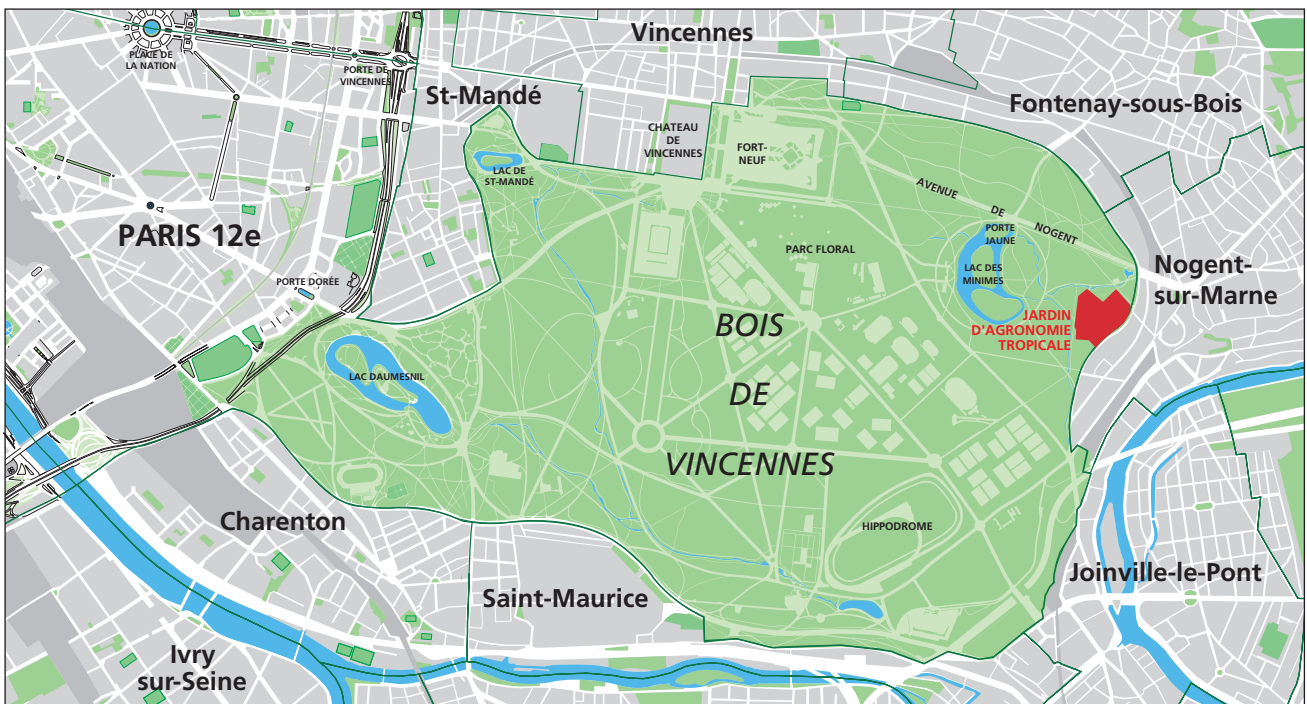 Vincennes
PLACE DE
LA NATION
PORTE DE
VINCENNES
St-Mandé
Fontenay-sous-Bois
CHATEAU
DE
VINCENNES
FORT-
NEUF
LAC DE
ST-MANDÉ
AVENUE DE NOGENT
PORTE
JAUNE
PARIS 12e
PARC FLORAL
LAC DES
MINIMES
Nogent-
sur-Marne
PORTE DORÉE
JARDIN
D'AGRONOMIE
TROPICALE
BOIS
DE
VINCENNES
LAC DAUMESNIL
Charenton
HIPPODROME
Saint-Maurice
Joinville-le-Pont
Ivry
sur-Seine